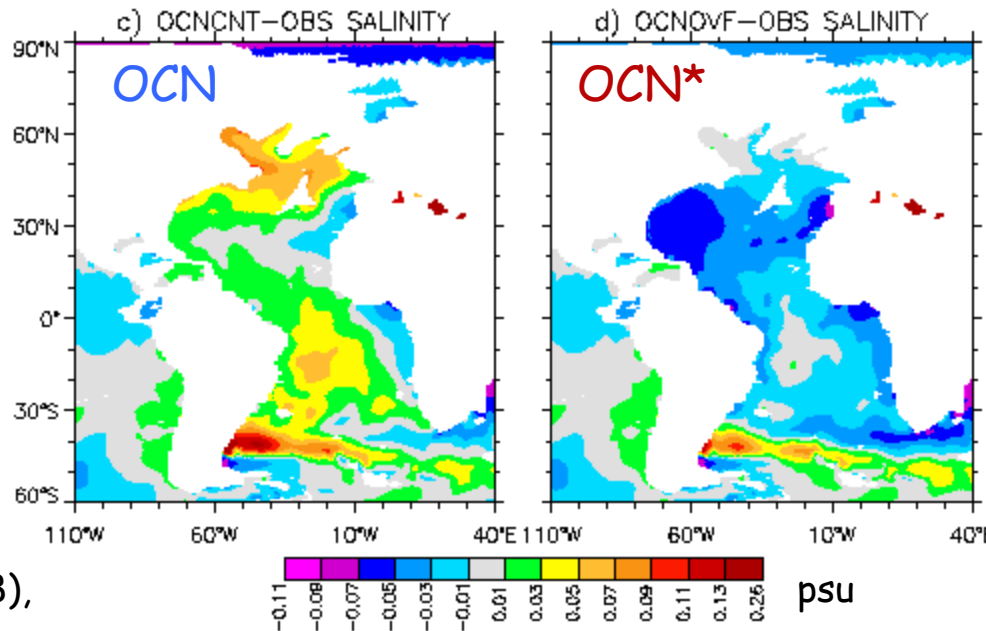 c) OCNCNT-OBS SALINITY
d) OCNOVF-OBS SALINITY
OCN
OCN*
90°N
60°N
30°N
0°
30°S
60°S
110°W 60°W 10°W 40°E
110°W 60°W 10°W 40°E
-0.11 -0.09 -0.07 -0.05 -0.03 -0.01 0.01 0.03 0.05 0.07 0.09 0.11 0.13 0.26
psu
3),